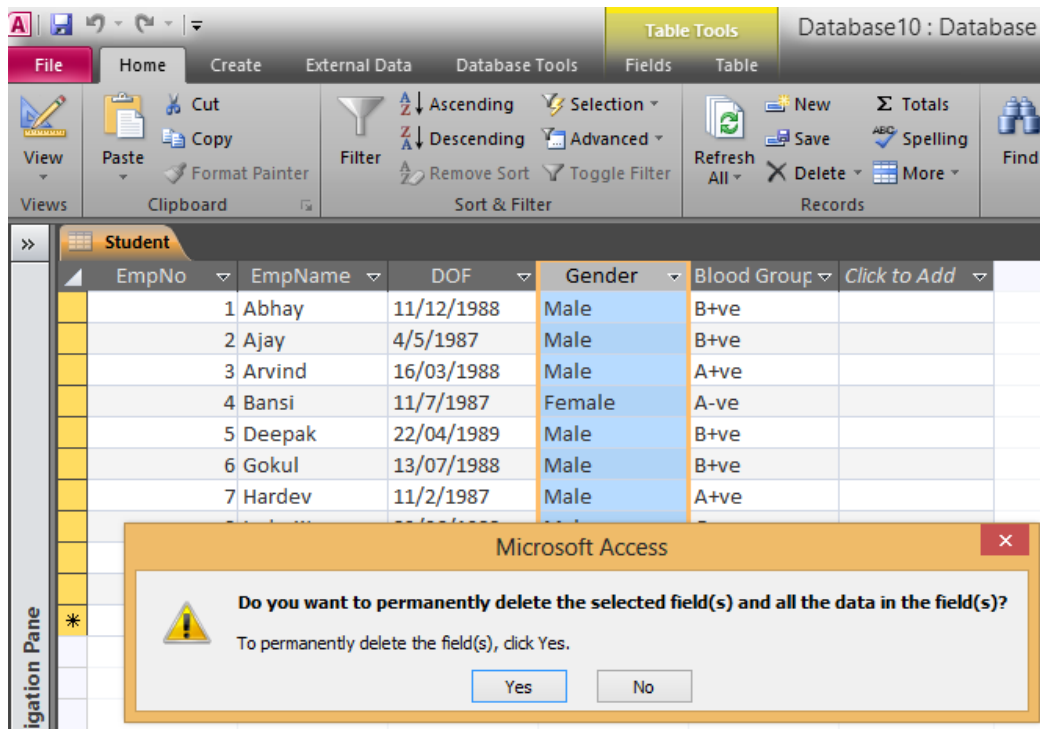 A
Table Tools
Database10 : Database
File Home Create External Data Database Tools Fields Table
View
Views
Paste
Cut
Copy
Format Painter
Clipboard
Filter
Ascending
Descending
Remove Sort
Selection
Advanced
Toggle Filter
Sort & Filter
Refresh
All
New
Save
Delete
Σ Totals
ABC Spelling
More
Records
Find
» Student
EmpNo EmpName DOF Gender Blood Group Click to Add
1 Abhay 11/12/1988 Male B+ve
2 Ajay 4/5/1987 Male B+ve
3 Arvind 16/03/1988 Male A+ve
4 Bansi 11/7/1987 Female A-ve
5 Deepak 22/04/1989 Male B+ve
6 Gokul 13/07/1988 Male B+ve
7 Hardev 11/2/1987 Male A+ve
Microsoft Access
Do you want to permanently delete the selected field(s) and all the data in the field(s)?
To permanently delete the field(s), click Yes.
Yes No
igation Pane